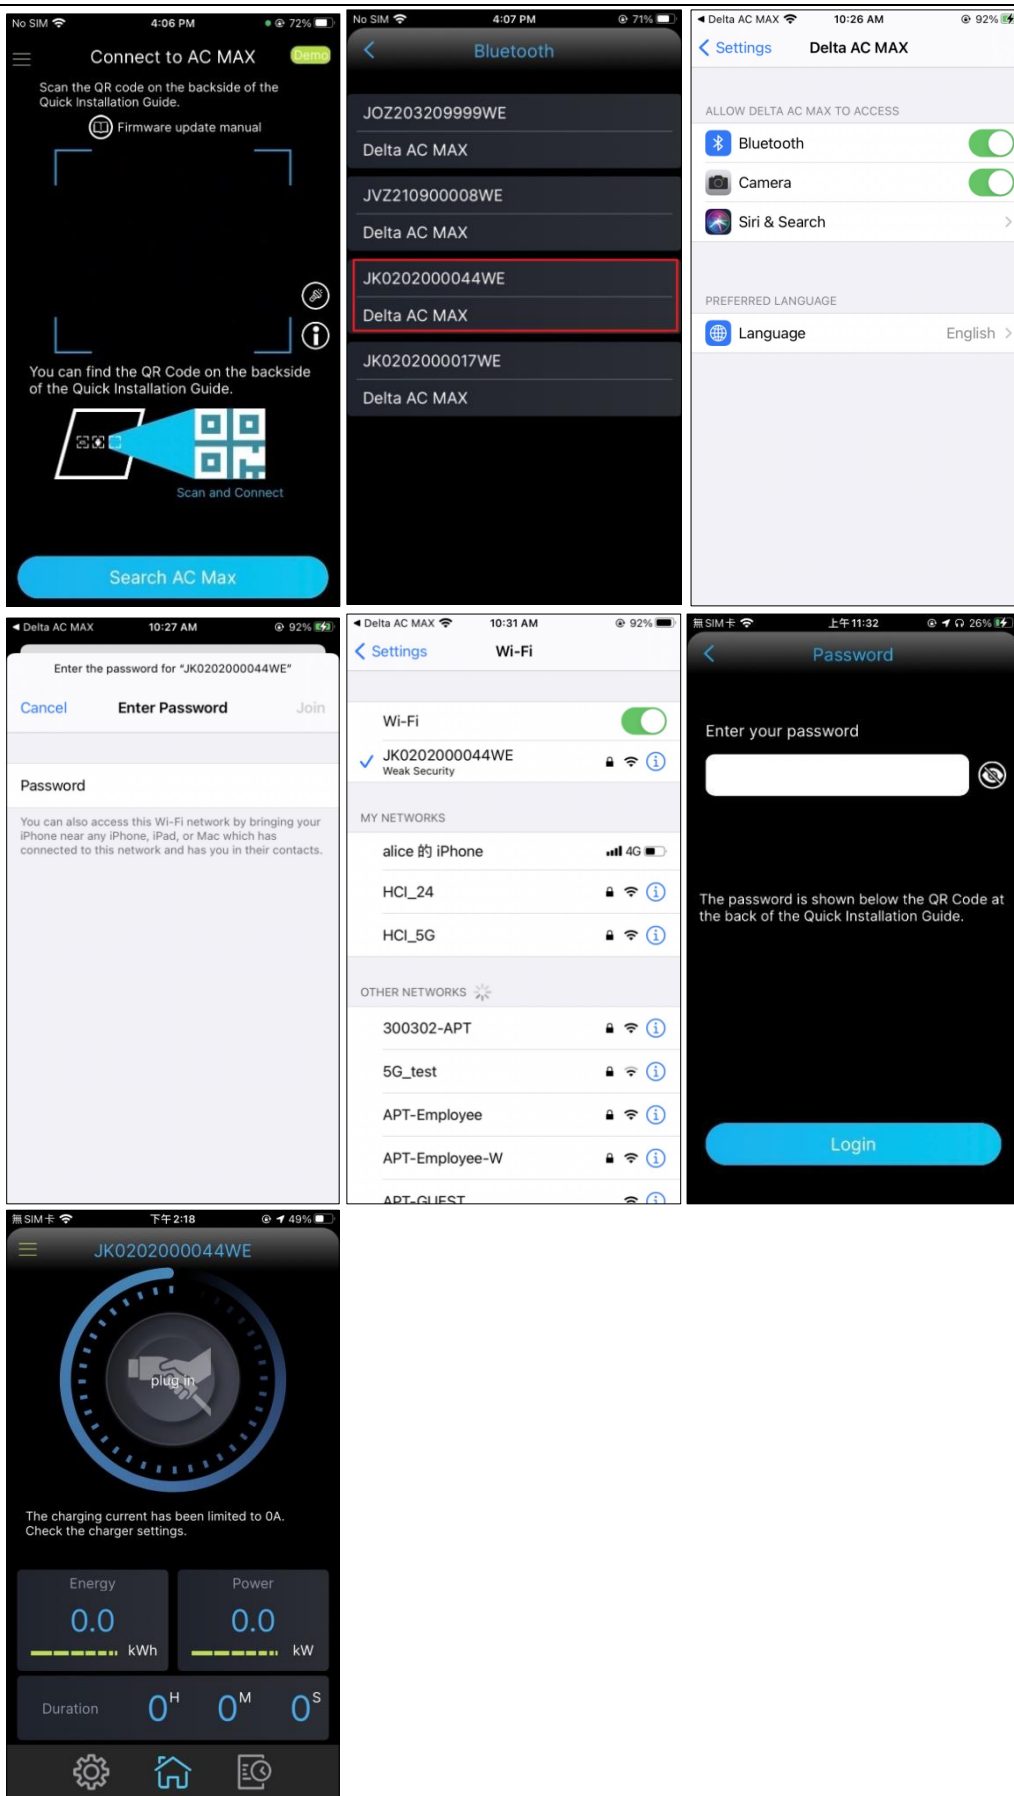 No SIM 4:06 PM 72%
Connect to AC MAX Demo
Scan the QR code on the backside of the
Quick Installation Guide.
Firmware update manual
You can find the QR Code on the backside
of the Quick Installation Guide.
Scan and Connect
Search AC Max
No SIM 4:07 PM 71%
Bluetooth
JOZ203209999WE
Delta AC MAX
JVZ210900008WE
Delta AC MAX
JK0202000044WE
Delta AC MAX
JK0202000017WE
Delta AC MAX
Delta AC MAX 10:26 AM 92%
Settings Delta AC MAX
ALLOW DELTA AC MAX TO ACCESS
Bluetooth
Camera
Siri & Search
PREFERRED LANGUAGE
Language English
Delta AC MAX 10:27 AM 92%
Enter the password for “JK0202000044WE”
Cancel Enter Password Join
Password
You can also access this Wi-Fi network by bringing your
iPhone near any iPhone, iPad, or Mac which has
connected to this network and has you in their contacts.
Delta AC MAX 10:31 AM 92%
Settings Wi-Fi
Wi-Fi
JK0202000044WE
Weak Security
MY NETWORKS
alice 的 iPhone 4G
HCI_24
HCI_5G
OTHER NETWORKS
300302-APT
5G_test
APT-Employee
APT-Employee-W
APT-GUEST
無SIM卡 上午11:32 26%
Password
Enter your password
The password is shown below the QR Code at
the back of the Quick Installation Guide.
Login
無SIM卡 下午2:18 49%
JK0202000044WE
plug in
The charging current has been limited to 0A.
Check the charger settings.
Energy Power
0.0 kWh 0.0 kW
Duration 0H 0M 0S